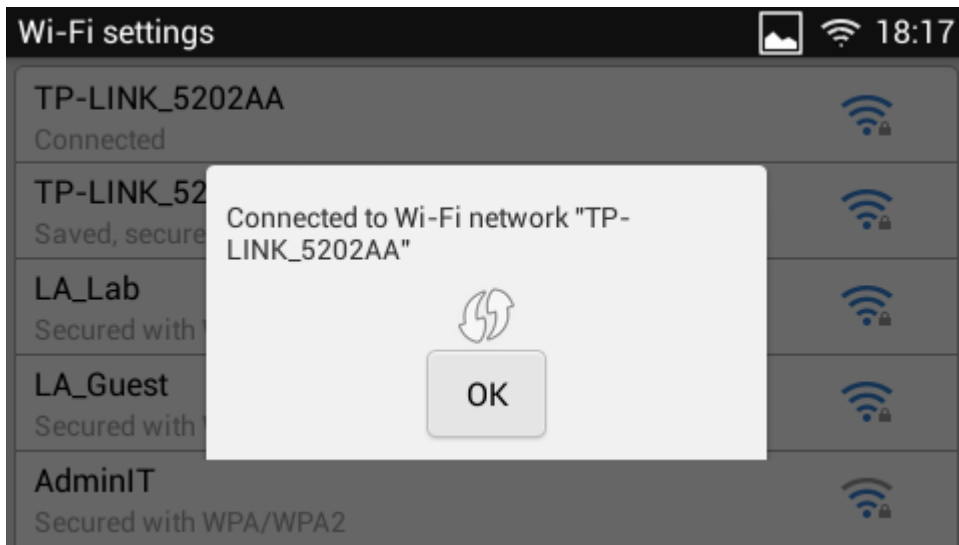 Wi-Fi settings 18:17
TP-LINK_5202AA
Connected
TP-LINK_52
Saved, secure
Connected to Wi-Fi network "TP-
LINK_5202AA"
LA_Lab
Secured with
LA_Guest
OK
Secured with
AdminIT
Secured with WPA/WPA2